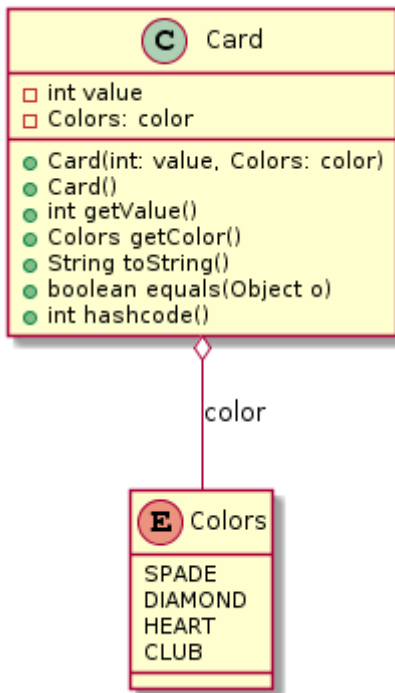 C Card
int value
Colors: color
Card(int: value, Colors: color)
Card()
int getValue()
Colors getColor()
String toString()
boolean equals(Object o)
int hashcode()
color
E Colors
SPADE
DIAMOND
HEART
CLUB